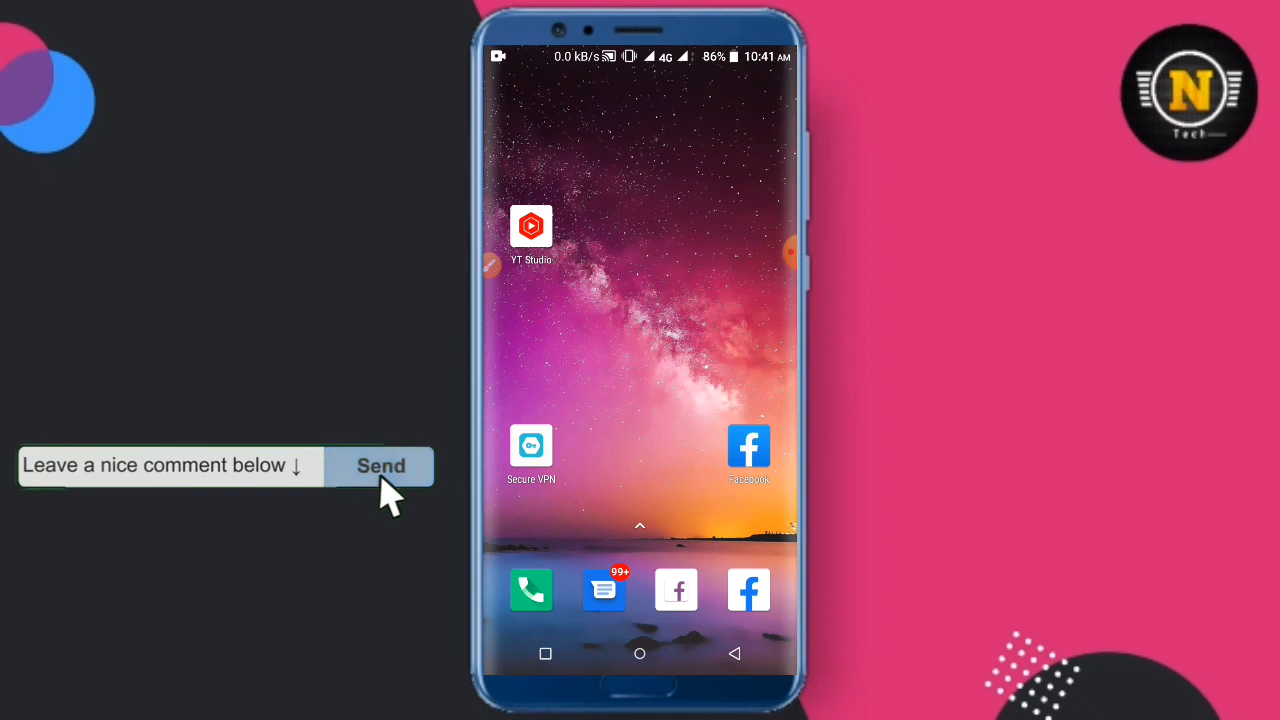 0.0 kB/s 4G 86% 10:41 AM
N
Tech
YT Studio
Secure VPN
Facebook
Leave a nice comment below ↓
Send
99+